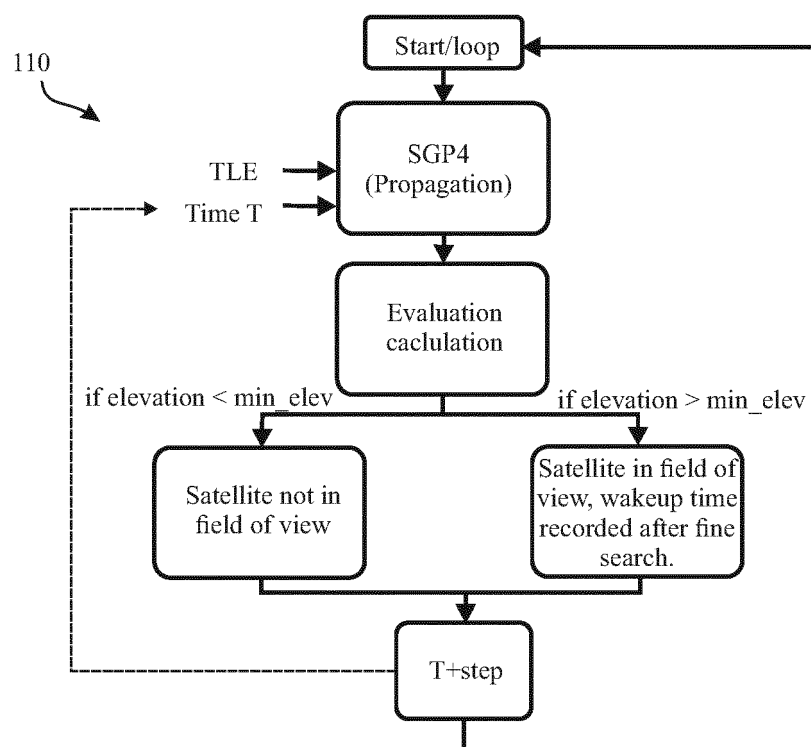 Start/loop
110
SGP4
(Propagation)
TLE
Time T
Evaluation
caclulation
if elevation < min_elev
if elevation > min_elev
Satellite not in
field of view
Satellite in field of
view, wakeup time
recorded after fine
search.
T+step